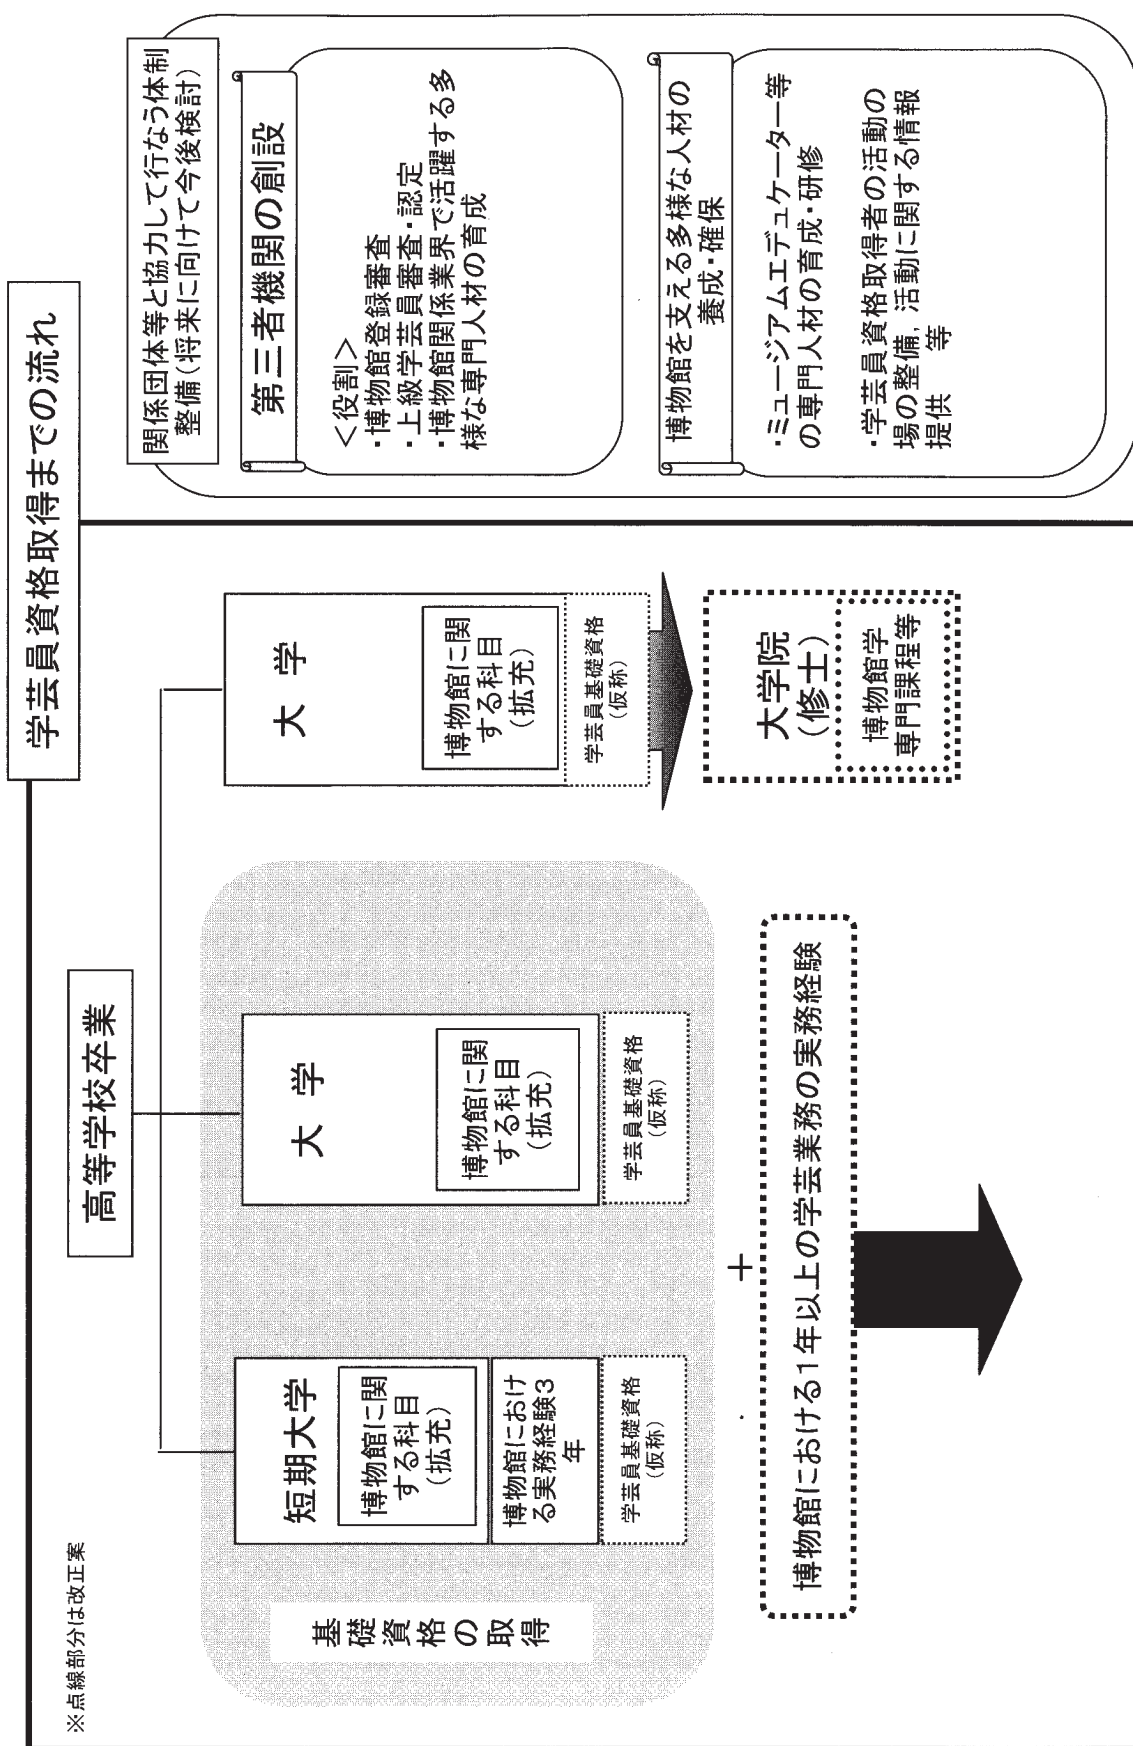 学芸員資格取得までの流れ
※点線部分は改正案
高等学校卒業
基礎資格の取得
短期大学
博物館に関
する科目
(拡充)
博物館におけ
る実務経験3
年
学芸員基礎資格
(仮称)
大　学
博物館に関
する科目
(拡充)
学芸員基礎資格
(仮称)
大　学
博物館に関
する科目
(拡充)
学芸員基礎資格
(仮称)
＋
博物館における1年以上の学芸業務の実務経験
大学院
(修士)
博物館学
専門課程等
関係団体等と協力して行なう体制
整備(将来に向けて今後検討)
第三者機関の創設
＜役割＞
・博物館登録審査
・上級学芸員審査・認定
・博物館関係業界で活躍する多
様な専門人材の育成
博物館を支える多様な人材の
養成・確保
・ミュージアムエデュケーター等
の専門人材の育成・研修
・学芸員資格取得者の活動の
場の整備，活動に関する情報
提供　　等